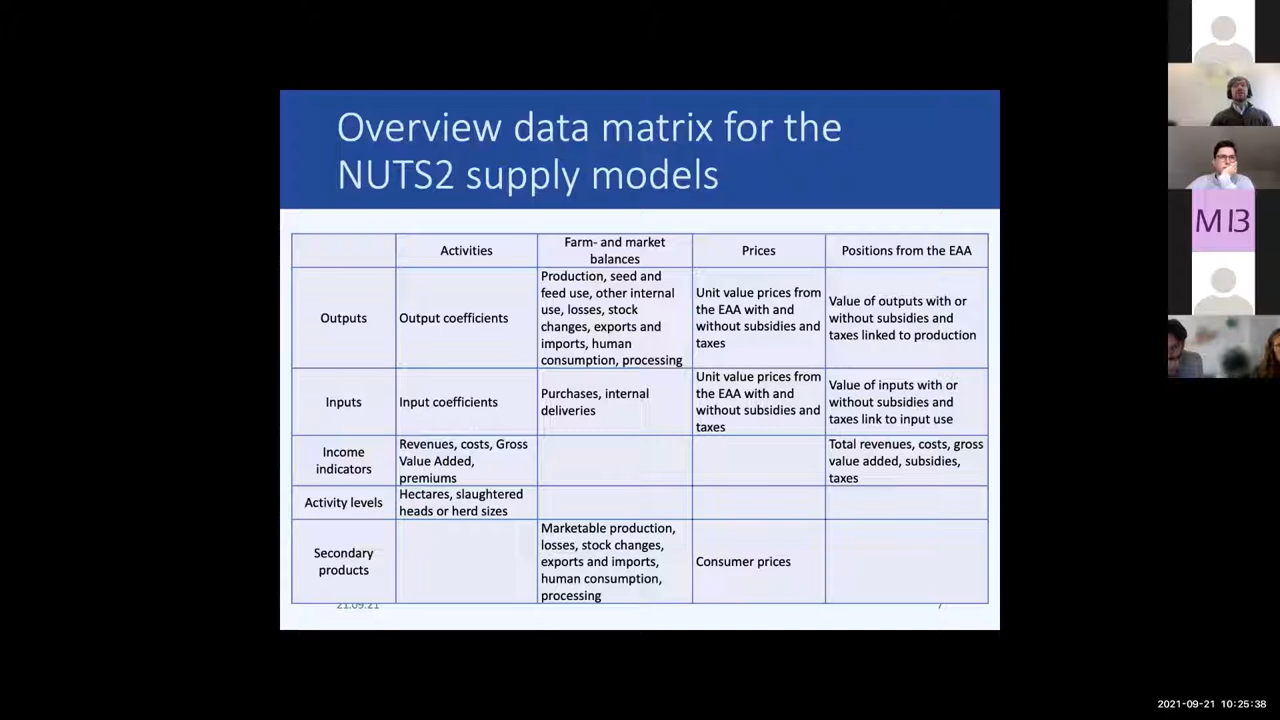 Overview data matrix for the
NUTS2 supply models
Activities
Farm- and market
balances
Prices
Positions from the EAA
Outputs
Output coefficients
Production, seed and
feed use, other internal
use, losses, stock
changes, exports and
imports, human
consumption, processing
Unit value prices from
the EAA with and
without subsidies and
taxes
Value of outputs with or
without subsidies and
taxes linked to production
Inputs
Input coefficients
Purchases, internal
deliveries
Unit value prices from
the EAA with and
without subsidies and
taxes
Value of inputs with or
without subsidies and
taxes link to input use
Income
indicators
Revenues, costs, Gross
Value Added,
premiums
Total revenues, costs, gross
value added, subsidies,
taxes
Activity levels
Hectares, slaughtered
heads or herd sizes
Secondary
products
Marketable production,
losses, stock changes,
exports and imports,
human consumption,
processing
Consumer prices
21.09.21
7
M13
2021-09-21 10:25:38